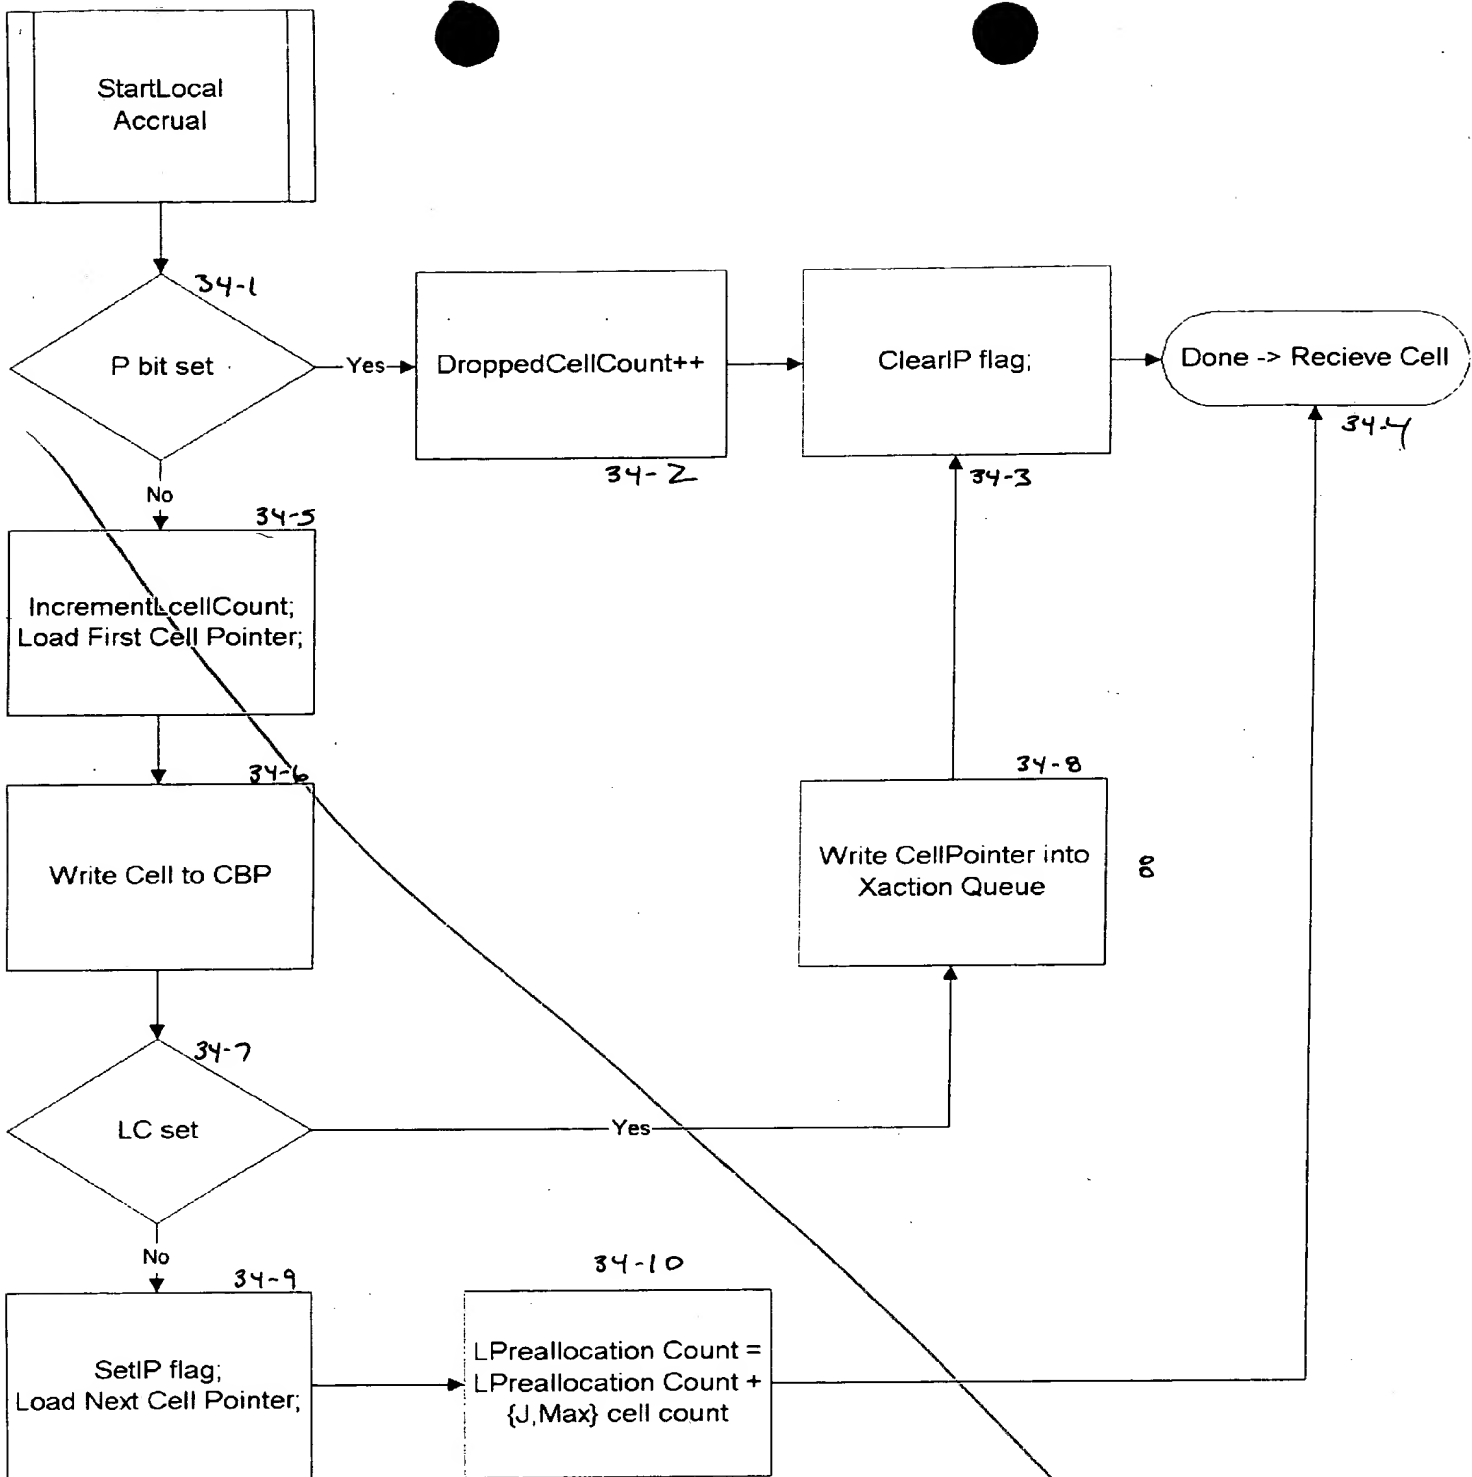 StartLocal
Accrual
34-1
P bit set
Yes
DroppedCellCount++
34-2
ClearIP flag;
34-3
Done -> Recieve Cell
34-4
No
34-5
IncrementLcellCount;
Load First Cell Pointer;
34-6
Write Cell to CBP
34-7
LC set
Yes
34-8
Write CellPointer into
Xaction Queue
8
No
34-9
SetIP flag;
Load Next Cell Pointer;
34-10
LPreallocation Count =
LPreallocation Count +
{J,Max} cell count